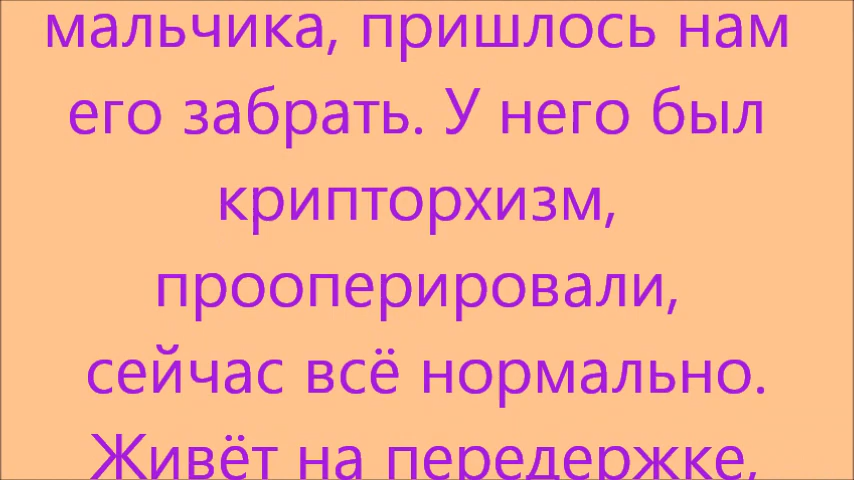 мальчика, пришлось нам
его забрать. У него был
крипторхизм,
прооперировали,
сейчас всё нормально.
Живёт на передержке,